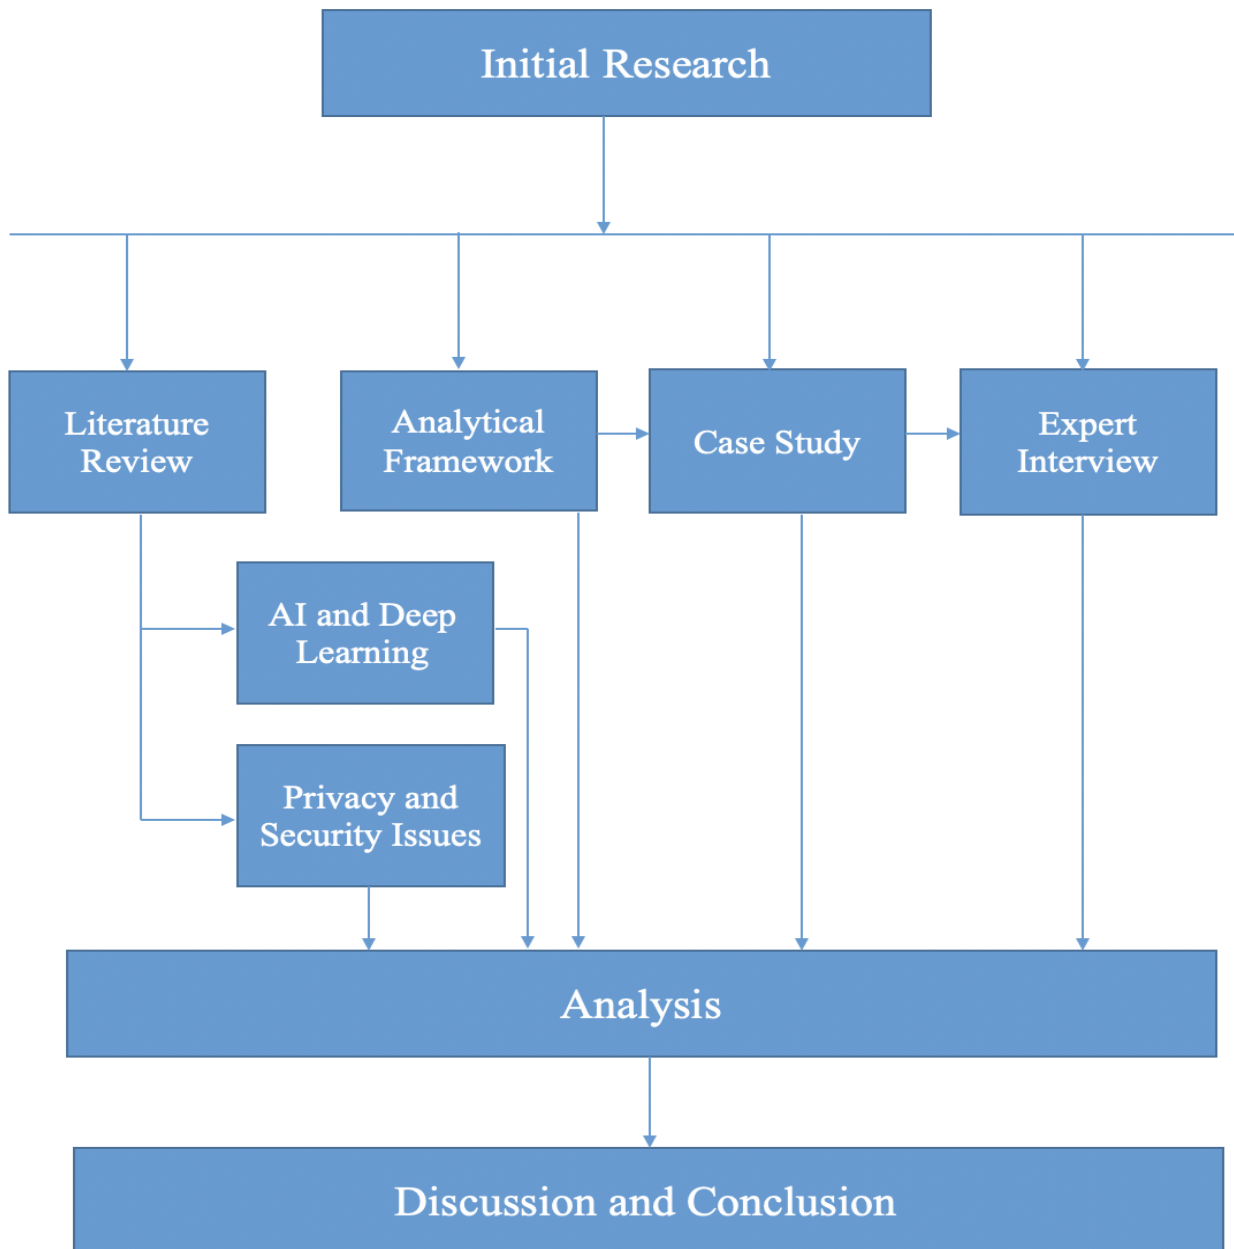 Initial Research
Literature
Review
Analytical
Framework
Case Study
Expert
Interview
AI and Deep
Learning
Privacy and
Security Issues
Analysis
Discussion and Conclusion